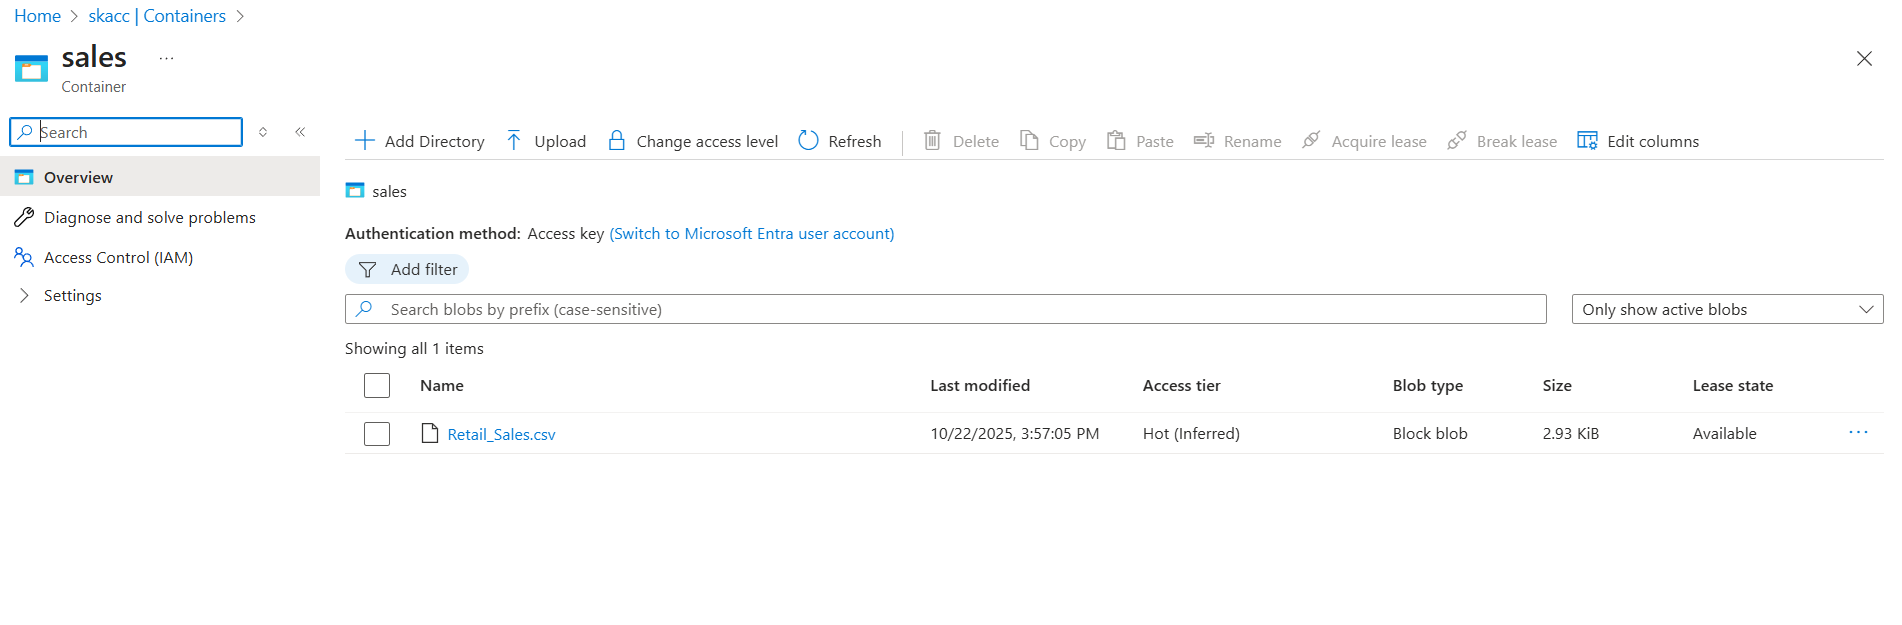 Home > skacc | Containers >
sales ...
Container
Search
Overview
Diagnose and solve problems
Access Control (IAM)
Settings
Add Directory Upload Change access level Refresh Delete Copy Paste Rename Acquire lease Break lease Edit columns
sales
Authentication method: Access key (Switch to Microsoft Entra user account)
Add filter
Search blobs by prefix (case-sensitive) Only show active blobs
Showing all 1 items
Name Last modified Access tier Blob type Size Lease state
Retail_Sales.csv 10/22/2025, 3:57:05 PM Hot (Inferred) Block blob 2.93 KiB Available ...